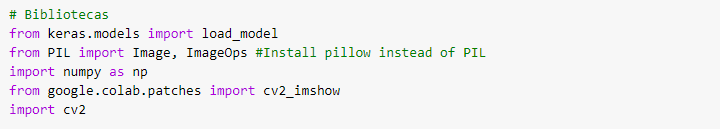 # Bibliotecas
from keras.models import load_model
from PIL import Image, ImageOps #Install pillow instead of PIL
import numpy as np
from google.colab.patches import cv2_imshow
import cv2